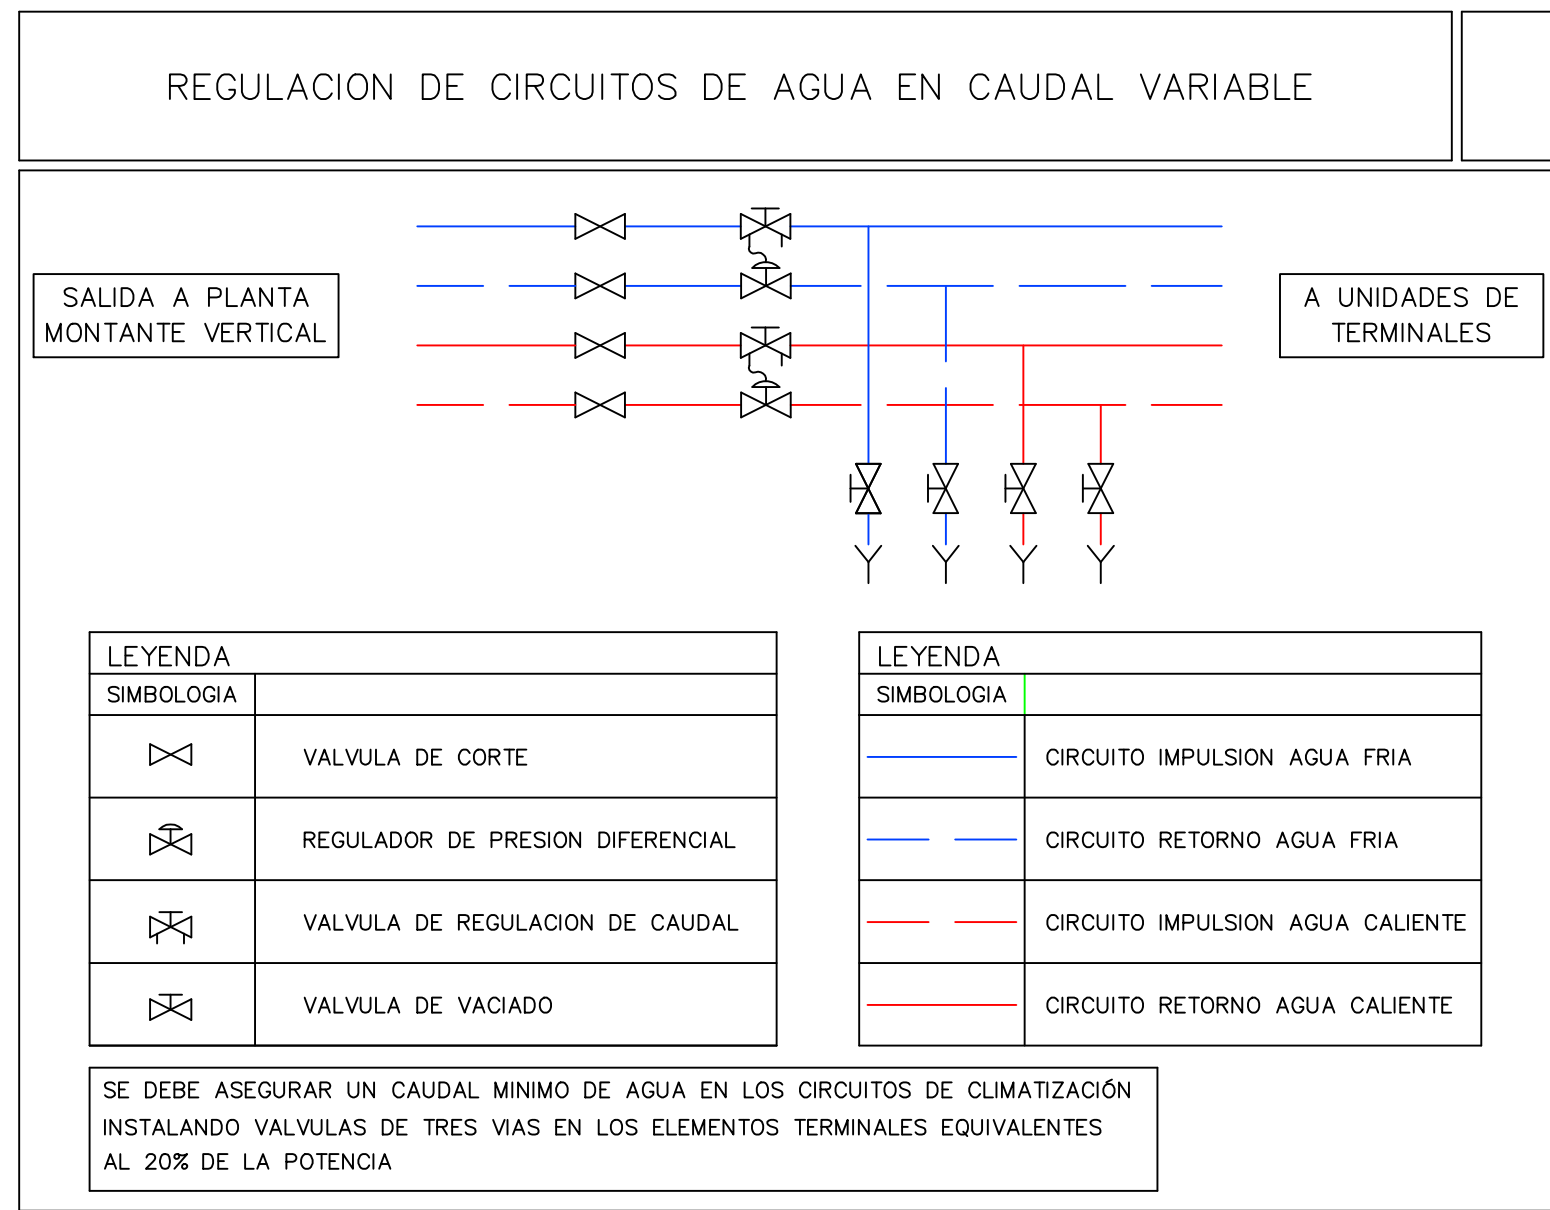 REGULACION DE CIRCUITOS DE AGUA EN CAUDAL VARIABLE
SALIDA A PLANTA
MONTANTE VERTICAL
A UNIDADES DE
TERMINALES
LEYENDA
SIMBOLOGIA
VALVULA DE CORTE
REGULADOR DE PRESION DIFERENCIAL
VALVULA DE REGULACION DE CAUDAL
VALVULA DE VACIADO
LEYENDA
SIMBOLOGIA
CIRCUITO IMPULSION AGUA FRIA
CIRCUITO RETORNO AGUA FRIA
CIRCUITO IMPULSION AGUA CALIENTE
CIRCUITO RETORNO AGUA CALIENTE
SE DEBE ASEGURAR UN CAUDAL MINIMO DE AGUA EN LOS CIRCUITOS DE CLIMATIZACIÓN
INSTALANDO VALVULAS DE TRES VIAS EN LOS ELEMENTOS TERMINALES EQUIVALENTES
AL 20% DE LA POTENCIA